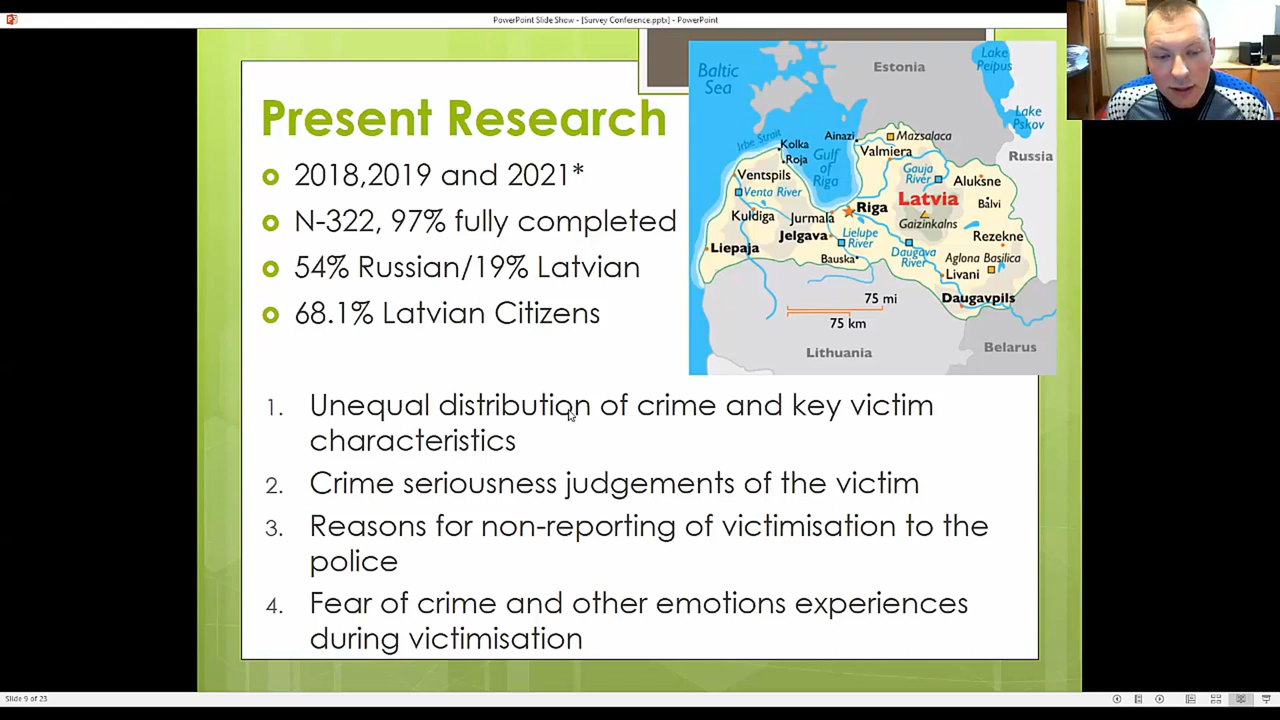 PowerPoint Slide Show - [Survey Conference.pptx] - PowerPoint
Present Research
2018,2019 and 2021*
N-322, 97% fully completed
54% Russian/19% Latvian
68.1% Latvian Citizens
Baltic
Sea
Estonia
Lake
Peipus
Lake
Pskov
Russia
Irbe Strait
Kolka
Roja
Gulf
of
Riga
Ainazi
Mazsalaca
Valmiera
Gauja
River
Aluksne
Ventspils
Venta River
Latvia
Balvi
Kuldiga
Jurmala
Riga
Gaizinkalns
Jelgava
Lielupe
River
Rezekne
Liepaja
Bauska
Daugava
River
Aglona Basilica
Livani
Daugavpils
75 mi
75 km
Lithuania
Belarus
1. Unequal distribution of crime and key victim
characteristics
2. Crime seriousness judgements of the victim
3. Reasons for non-reporting of victimisation to the
police
4. Fear of crime and other emotions experiences
during victimisation
Slide 9 of 23